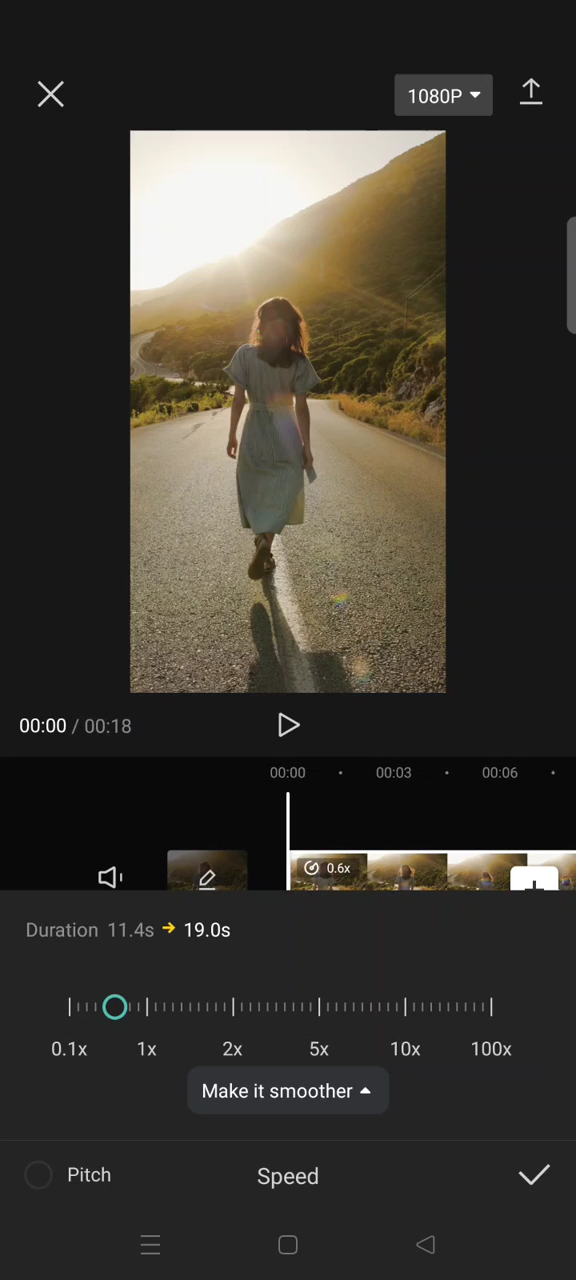 1080P
00:00 / 00:18
00:00 00:03 00:06
0.6x
Duration 11.4s 19.0s
0.1x 1x 2x 5x 10x 100x
Make it smoother
Pitch Speed